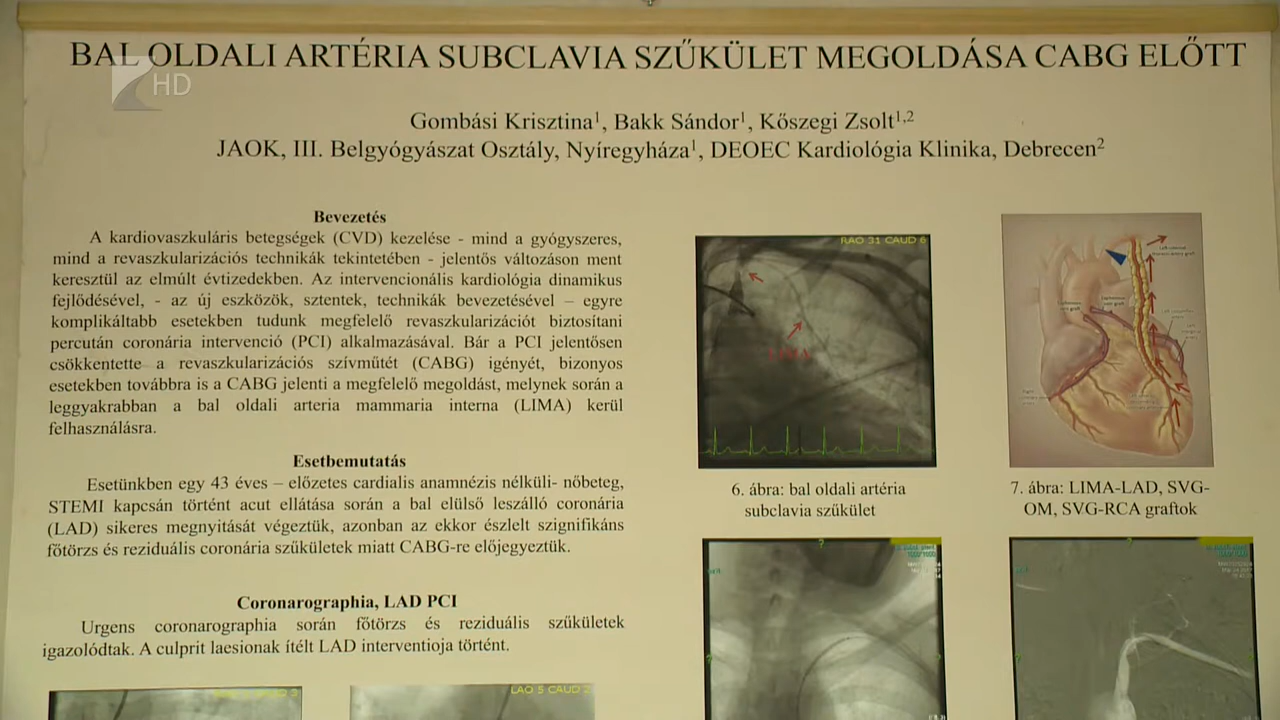 BAL OLDALI ARTÉRIA SUBCLAVIA SZŰKÜLET MEGOLDÁSA CABG ELŐTT
HD
Gombási Krisztina¹, Bakk Sándor¹, Kőszegi Zsolt¹,²
JAOK, III. Belgyógyászat Osztály, Nyíregyháza¹, DEOEC Kardiológia Klinika, Debrecen²
Bevezetés
A kardiovaszkuláris betegségek (CVD) kezelése - mind a gyógyszeres,
mind a revaszkularizációs technikák tekintetében - jelentős változáson ment
keresztül az elmúlt évtizedekben. Az intervencionális kardiológia dinamikus
fejlődésével, - az új eszközök, sztentek, technikák bevezetésével – egyre
komplikáltabb esetekben tudunk megfelelő revaszkularizációt biztosítani
percután coronária intervenció (PCI) alkalmazásával. Bár a PCI jelentősen
csökkentette a revaszkularizációs szívműtét (CABG) igényét, bizonyos
esetekben továbbra is a CABG jelenti a megfelelő megoldást, melynek során a
leggyakrabban a bal oldali arteria mammaria interna (LIMA) kerül
felhasználásra.
Esetbemutatás
Esetünkben egy 43 éves – előzetes cardialis anamnézis nélküli- nőbeteg,
STEMI kapcsán történt acut ellátása során a bal elülső leszálló coronária
(LAD) sikeres megnyitását végeztük, azonban az ekkor észlelt szignifikáns
főtörzs és reziduális coronária szűkületek miatt CABG-re előjegyeztük.
Coronarographia, LAD PCI
Urgens coronarographia során főtörzs és reziduális szűkületek
igazolódtak. A culprit laesionak ítélt LAD interventioja történt.
LAO 5 CAUD 2
RAO 31 CAUD 6
LIMA
6. ábra: bal oldali artéria
subclavia szűkület
7. ábra: LIMA-LAD, SVG-
OM, SVG-RCA graftok